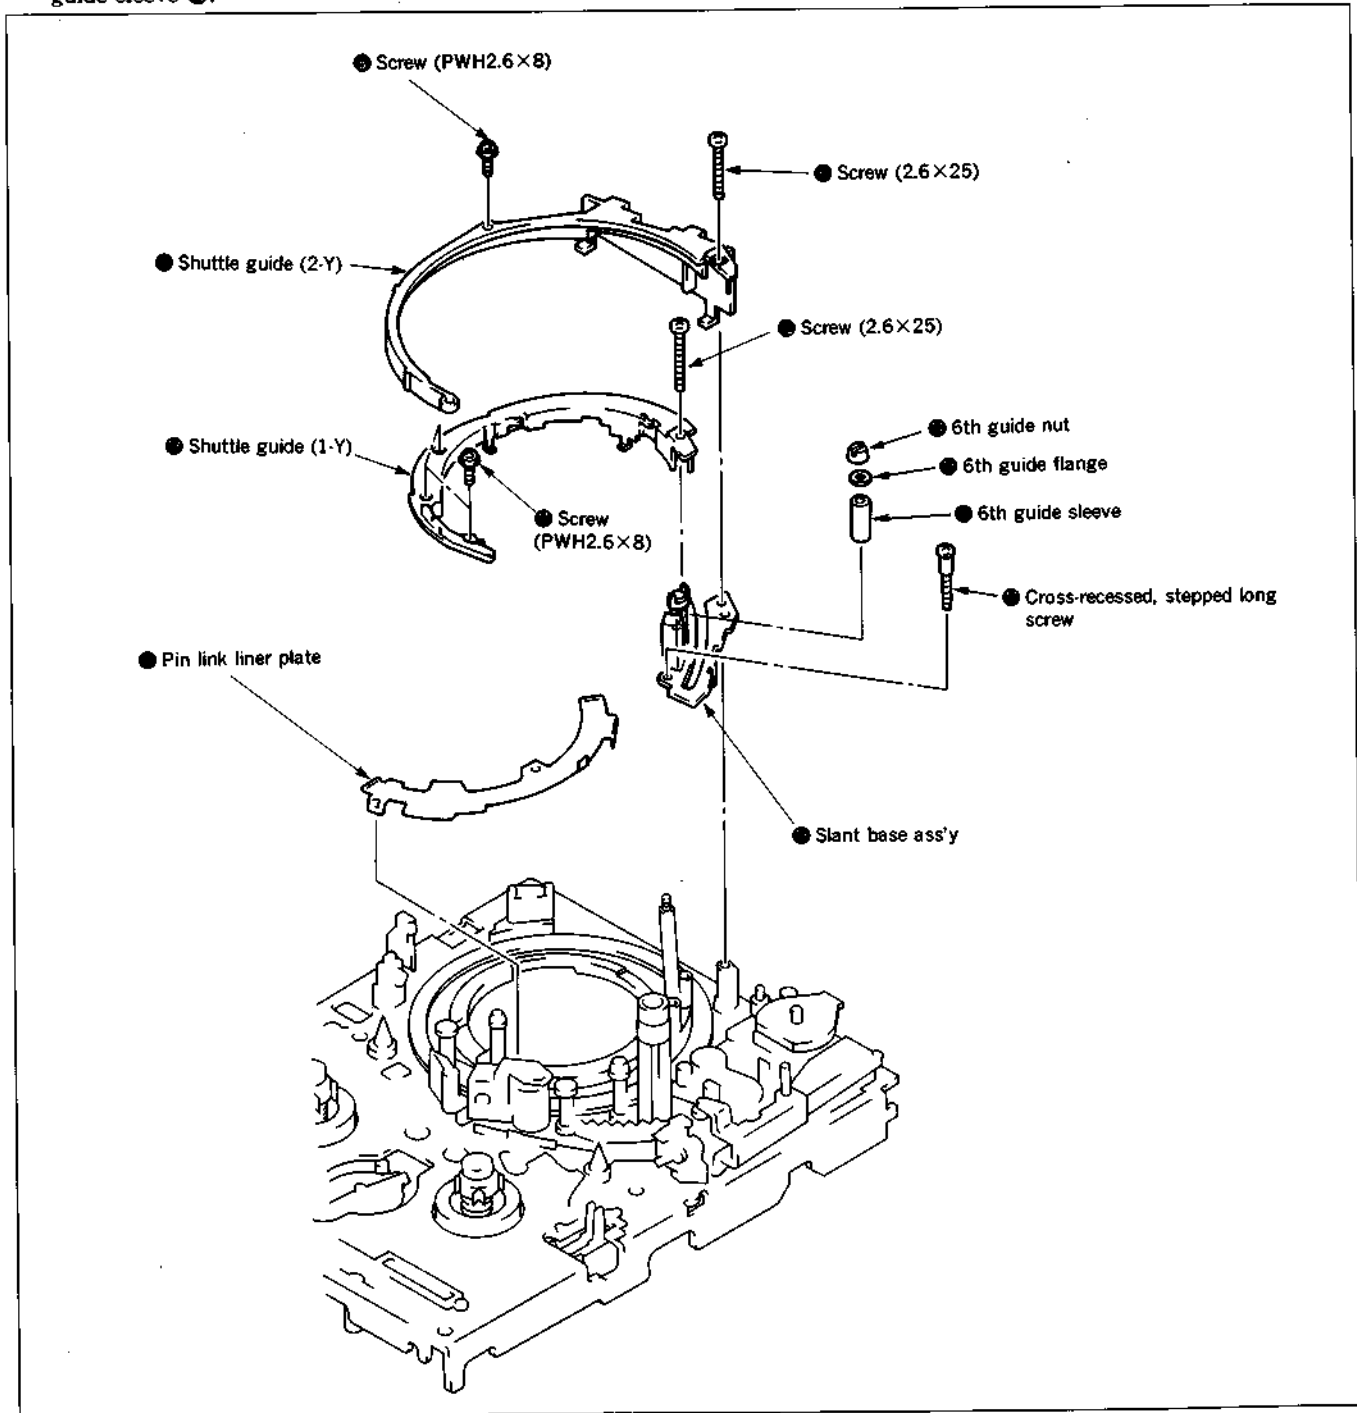 guide sleeve ●.
● Screw (PWH2.6×8)
● Screw (2.6×25)
● Shuttle guide (2-Y)
● Screw (2.6×25)
● Shuttle guide (1-Y)
● 6th guide nut
● 6th guide flange
● 6th guide sleeve
● Screw
(PWH2.6×8)
● Cross-recessed, stepped long
screw
● Pin link liner plate
● Slant base ass'y